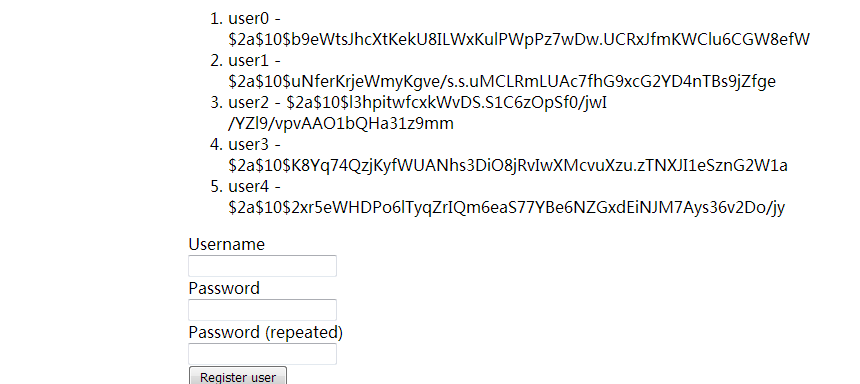 1. user0 -
$2a$10$b9eWtsJhcXtKekU8ILWxKulPWpPz7wDw.UCRxJfmKWClu6CGW8efW
2. user1 -
$2a$10$uNferKrjeWmyKgve/s.s.uMCLRmLUAc7fhG9xcG2YD4nTBs9jZfge
3. user2 - $2a$10$l3hpitwfcxkWvDS.S1C6zOpSf0/jwI
/YZl9/vpvAAO1bQHa31z9mm
4. user3 -
$2a$10$K8Yq74QzjKyfWUANhs3DiO8jRvIwXMcvuXzu.zTNXJI1eSznG2W1a
5. user4 -
$2a$10$2xr5eWHDPo6lTyqZrIQm6eaS77YBe6NZGxdEiNJM7Ays36v2Do/jy
Username
Password
Password (repeated)
Register user